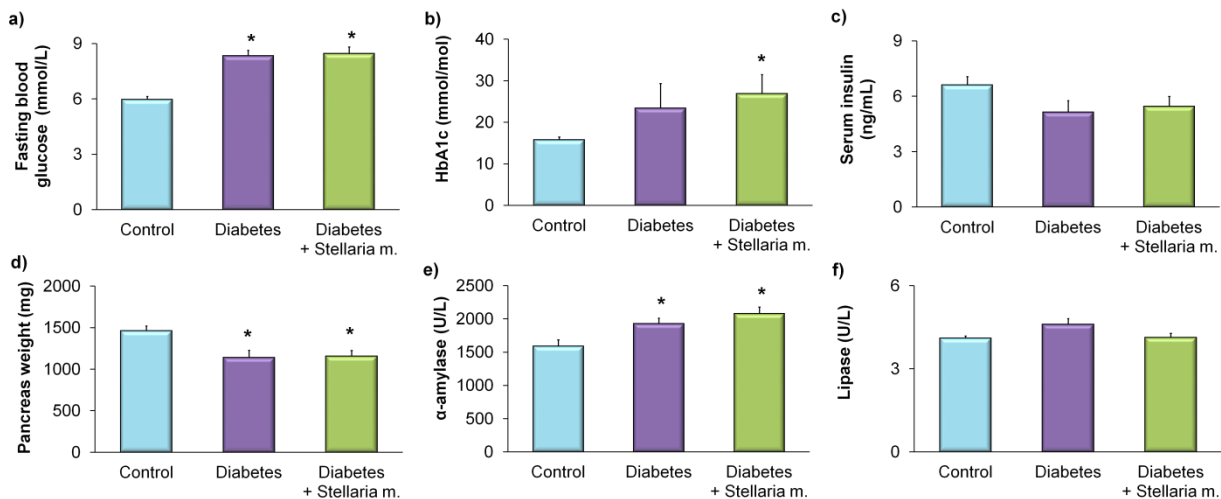 a)
Fasting blood
glucose (mmol/L)
9
6
3
0
*
*
Control
Diabetes
Diabetes
+ Stellaria m.
b)
HbA1c (mmol/mol)
40
30
20
10
0
*
Control
Diabetes
Diabetes
+ Stellaria m.
c)
Serum insulin
(ng/mL)
9
6
3
0
Control
Diabetes
Diabetes
+ Stellaria m.
d)
Pancreas weight (mg)
2000
1500
1000
500
0
*
*
Control
Diabetes
Diabetes
+ Stellaria m.
e)
α-amylase (U/L)
2500
2000
1500
1000
500
0
*
*
Control
Diabetes
Diabetes
+ Stellaria m.
f)
Lipase (U/L)
6
3
0
Control
Diabetes
Diabetes
+ Stellaria m.